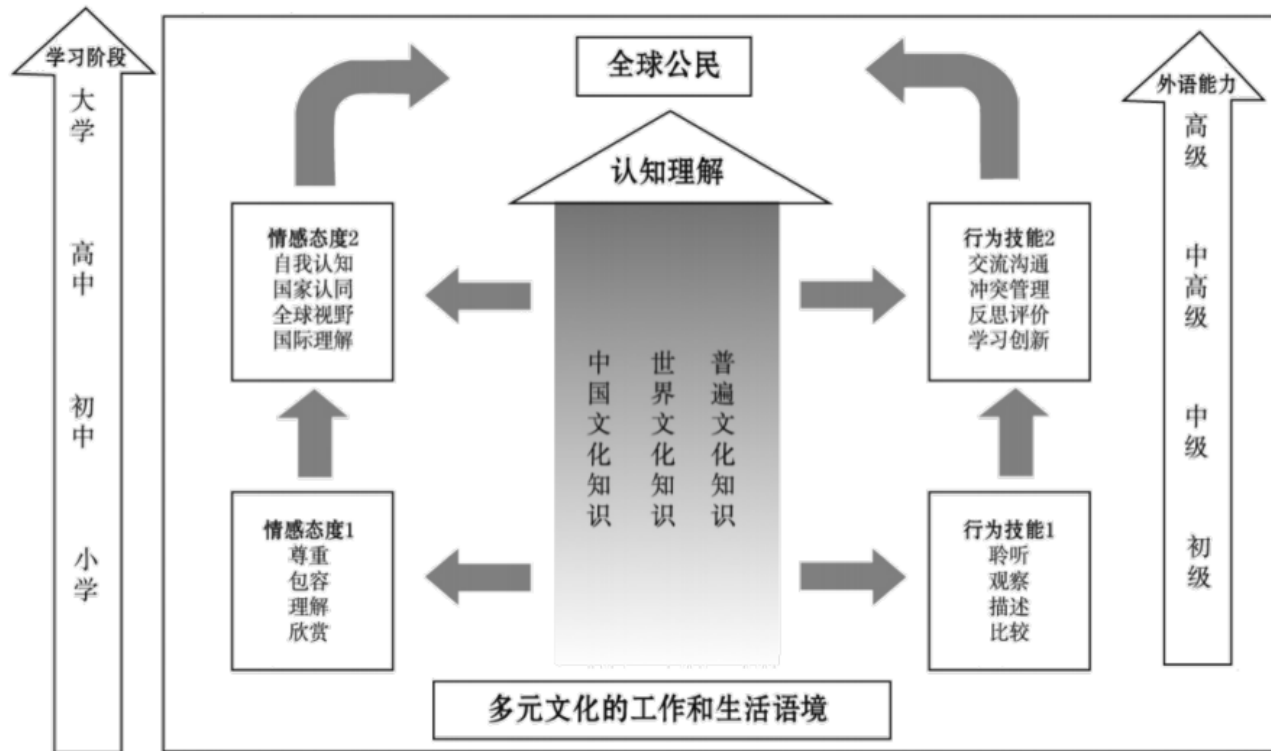 学习阶段
大学
高中
初中
小学
全球公民
认知理解
中国文化知识
世界文化知识
普遍文化知识
情感态度2
自我认知
国家认同
全球视野
国际理解
情感态度1
尊重
包容
理解
欣赏
行为技能2
交流沟通
冲突管理
反思评价
学习创新
行为技能1
聆听
观察
描述
比较
多元文化的工作和生活语境
外语能力
高级
中高级
中级
初级